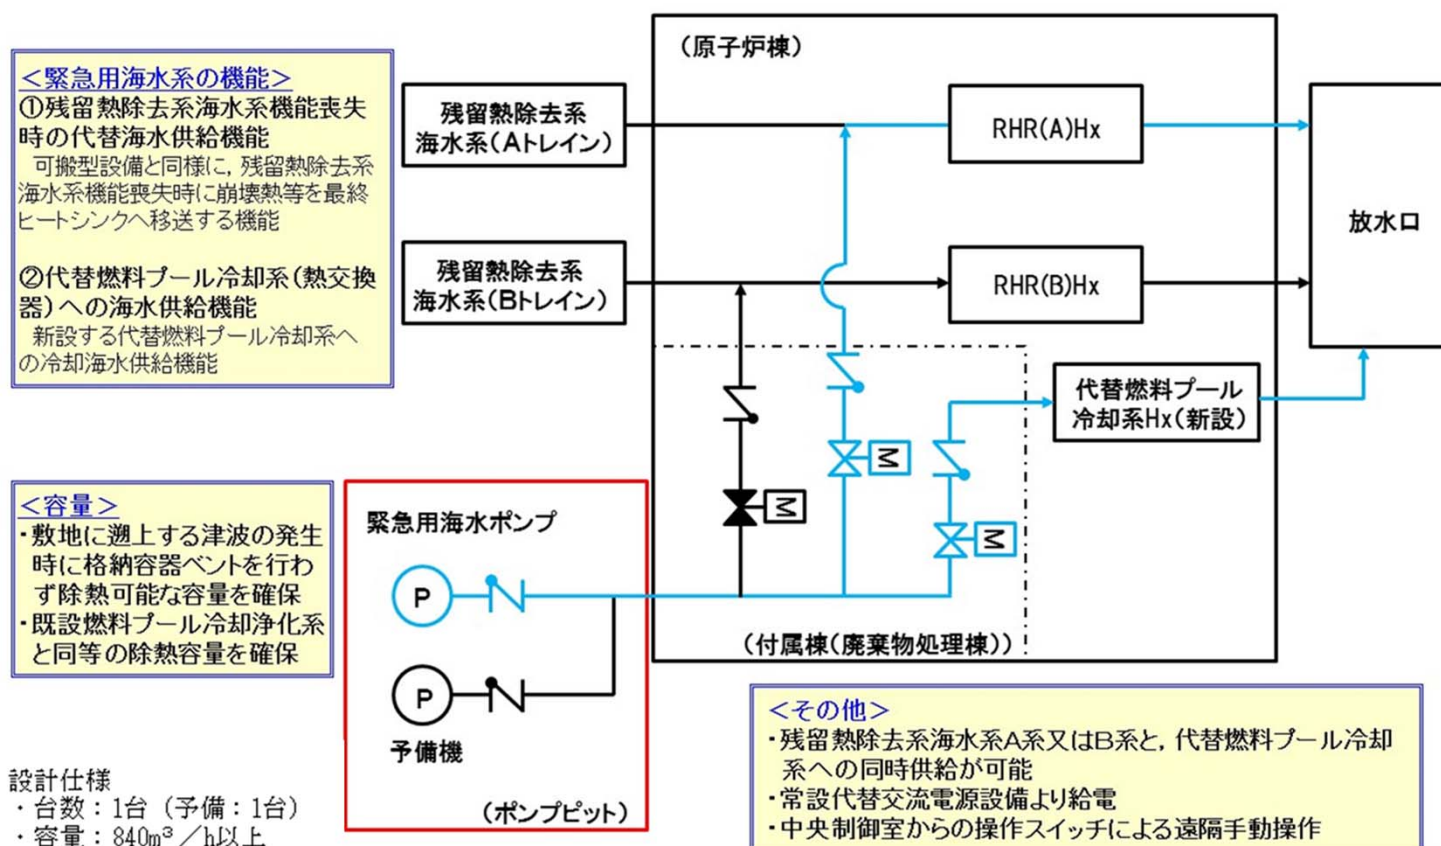 <緊急用海水系の機能>
①残留熱除去系海水系機能喪失
時の代替海水供給機能
可搬型設備と同様に，残留熱除去系
海水系機能喪失時に崩壊熱等を最終
ヒートシンクへ移送する機能
②代替燃料プール冷却系(熱交換
器)への海水供給機能
新設する代替燃料プール冷却系へ
の冷却海水供給機能
<容量>
・敷地に遡上する津波の発生
時に格納容器ベントを行わ
ず除熱可能な容量を確保
・既設燃料プール冷却浄化系
と同等の除熱容量を確保
設計仕様
・台数：1台（予備：1台）
・容量：840m³／h以上
残留熱除去系
海水系(Aトレイン)
残留熱除去系
海水系(Bトレイン)
(原子炉棟)
RHR(A)Hx
RHR(B)Hx
放水口
代替燃料プール
冷却系Hx(新設)
M
M
M
緊急用海水ポンプ
P
P
予備機
(ポンプピット)
(付属棟(廃棄物処理棟))
<その他>
・残留熱除去系海水系A系又はB系と，代替燃料プール冷却
系への同時供給が可能
・常設代替交流電源設備より給電
・中央制御室からの操作スイッチによる遠隔手動操作